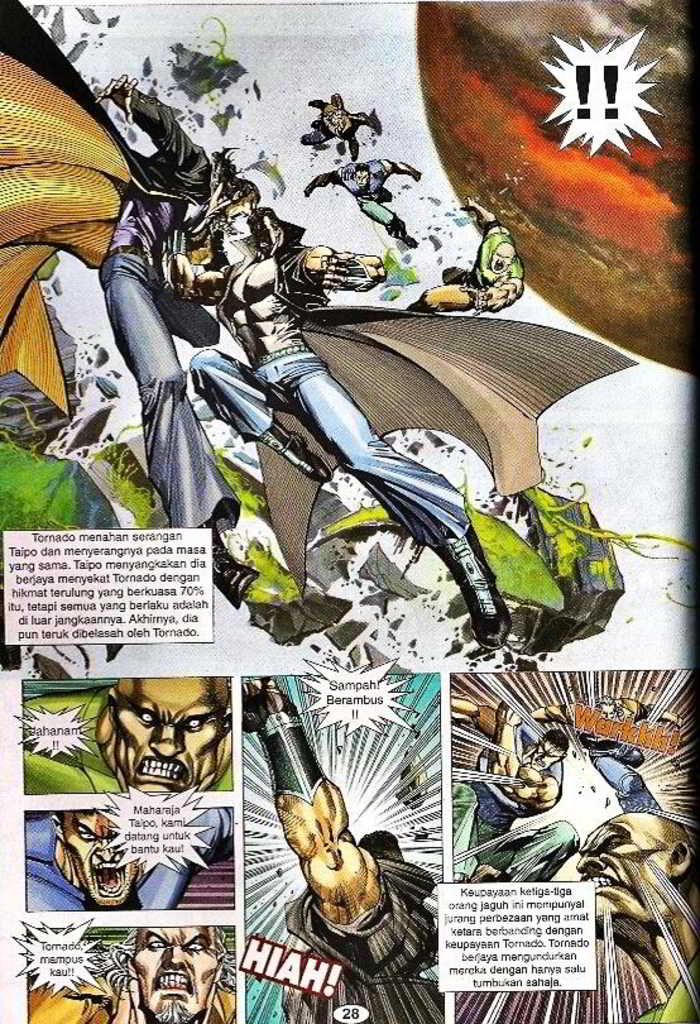 !!
Tornado menahan serangan
Taipo dan menyerangnya pada masa
yang sama. Taipo menyangkakan dia
berjaya menyekat Tornado dengan
hikmat terulung yang berkuasa 70%
itu, tetapi semua yang berlaku adalah
di luar jangkaannya. Akhirnya, dia
pun teruk dibelasah oleh Tornado.
Jahanam
!!
Maharaja
Taipo, kami
datang untuk
bantu kau!
Tornado,
mampus
kau!!
Sampah!
Berambus
!!
HIAH!
Warkkkh!
Keupayaan ketiga-tiga
orang jaguh ini mempunyai
jurang perbezaan yang amat
ketara berbanding dengan
keupayaan Tornado. Tornado
berjaya mengundurkan
mereka dengan hanya satu
tumbukan sahaja.
28